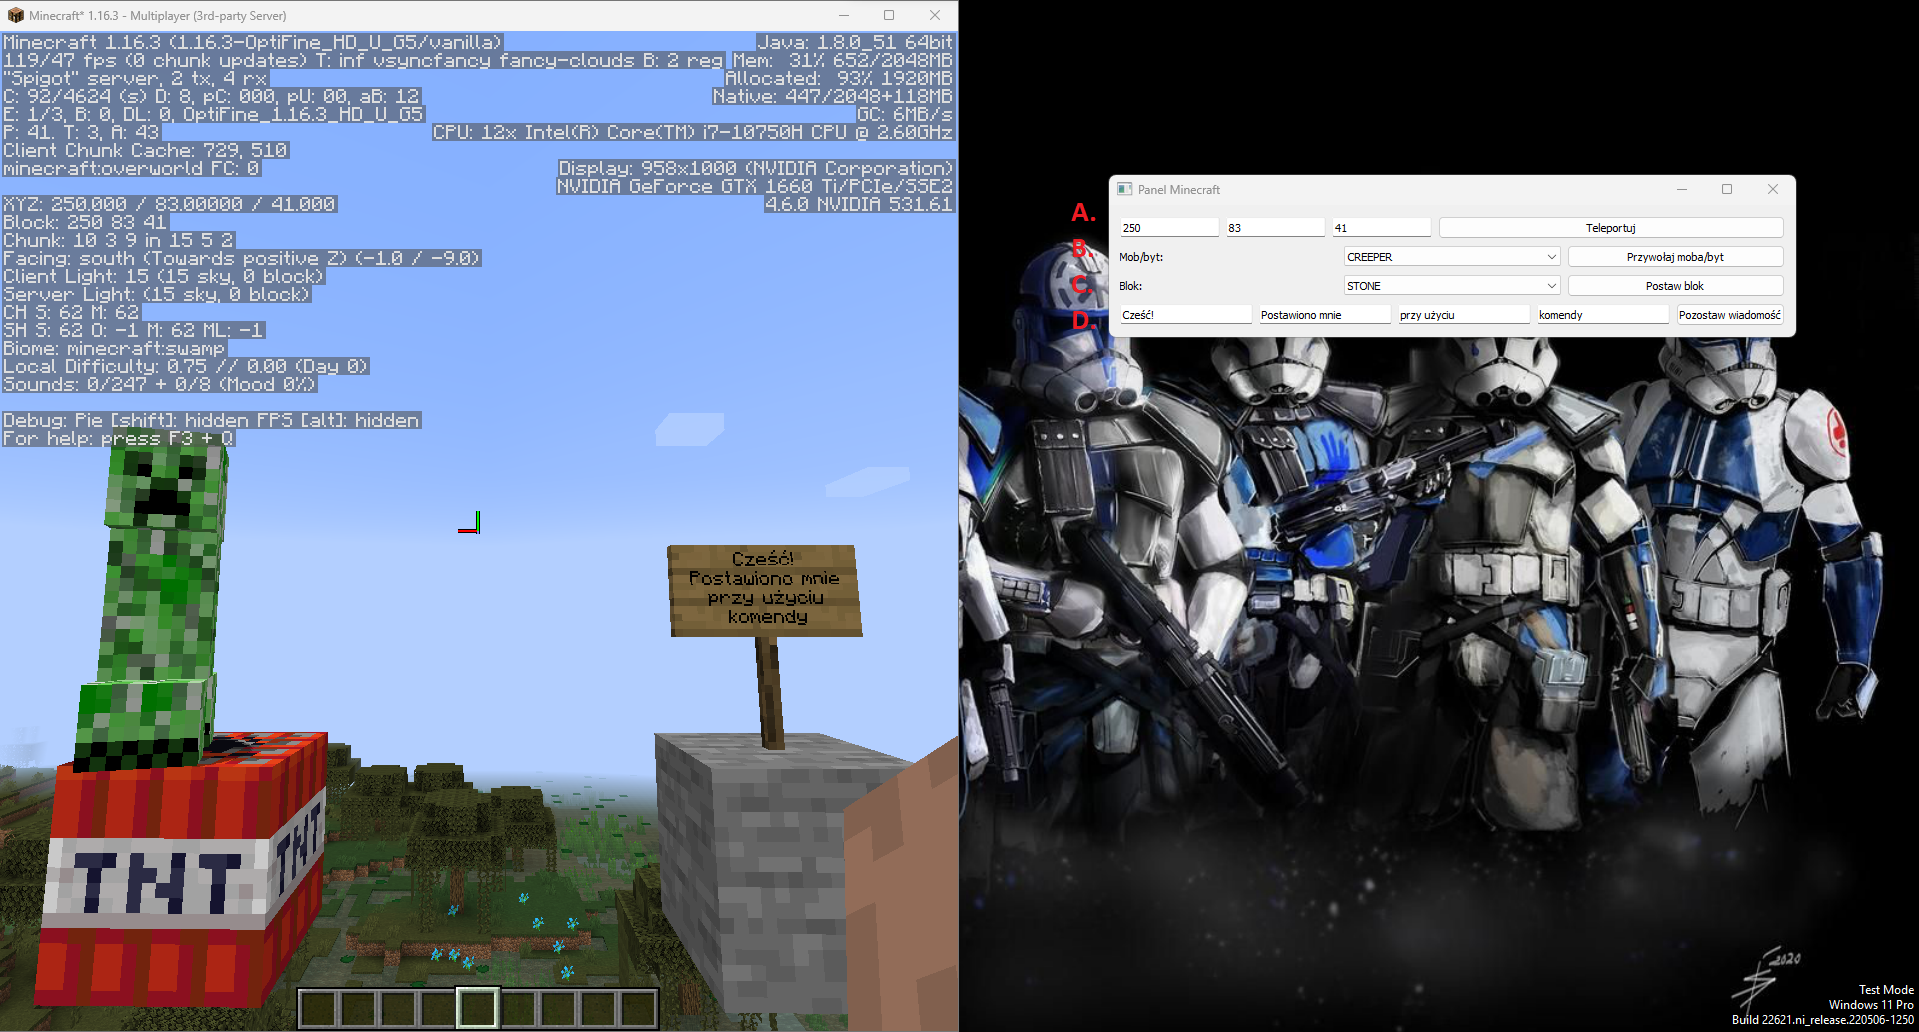 Minecraft* 1.16.3 - Multiplayer (3rd-party Server)
Minecraft 1.16.3 (1.16.3-OptiFine_HD_U_G5/vanilla)
119/47 fps (0 chunk updates) T: inf vsyncfancy fancy-clouds B: 2 reg
"Spigot" server, 2 tx, 4 rx
C: 92/4624 (s) D: 8, pC: 000, pU: 00, aB: 12
E: 1/3, B: 0, DL: 0, OptiFine_1.16.3_HD_U_G5
P: 41. T: 3, A: 43
Client Chunk Cache: 729, 510
minecraft:overworld FC: 0
XYZ: 250.000 / 83.00000 / 41.000
Block: 250 83 41
Chunk: 10 3 9 in 15 5 2
Facing: south (Towards positive Z) (-1.0 / -9.0)
Client Light: 15 (15 sky, 0 block)
Server Light: (15 sky, 0 block)
CH S: 62 M: 62
SH S: 62 O: -1 M: 62 ML: -1
Biome: minecraft:swamp
Local Difficulty: 0.75 // 0.00 (Day 0)
Sounds: 0/247 + 0/8 (Mood 0%)
Debug: Pie [shift]: hidden FPS [alt]: hidden
For help: press F3 + Q
Java: 1.8.0_51 64bit
Mem: 31% 652/2048MB
Allocated: 93% 1920MB
Native: 447/2048+118MB
GC: 6MB/s
CPU: 12x Intel(R) Core(TM) i7-10750H CPU @ 2.60GHz
Display: 958x1000 (NVIDIA Corporation)
NVIDIA GeForce GTX 1660 Ti/PCIe/SSE2
4.6.0 NVIDIA 531.61
Cześć!
Postawiono mnie
przy użyciu
komendy
TNT
TNT
Panel Minecraft
A. 250 83 41 Teleportuj
B. Mob/byt: CREEPER Przywołaj moba/byt
C. Blok: STONE Postaw blok
D. Cześć! Postawiono mnie przy użyciu komendy Pozostaw wiadomość
2020
Test Mode
Windows 11 Pro
Build 22621.ni_release.220506-1250